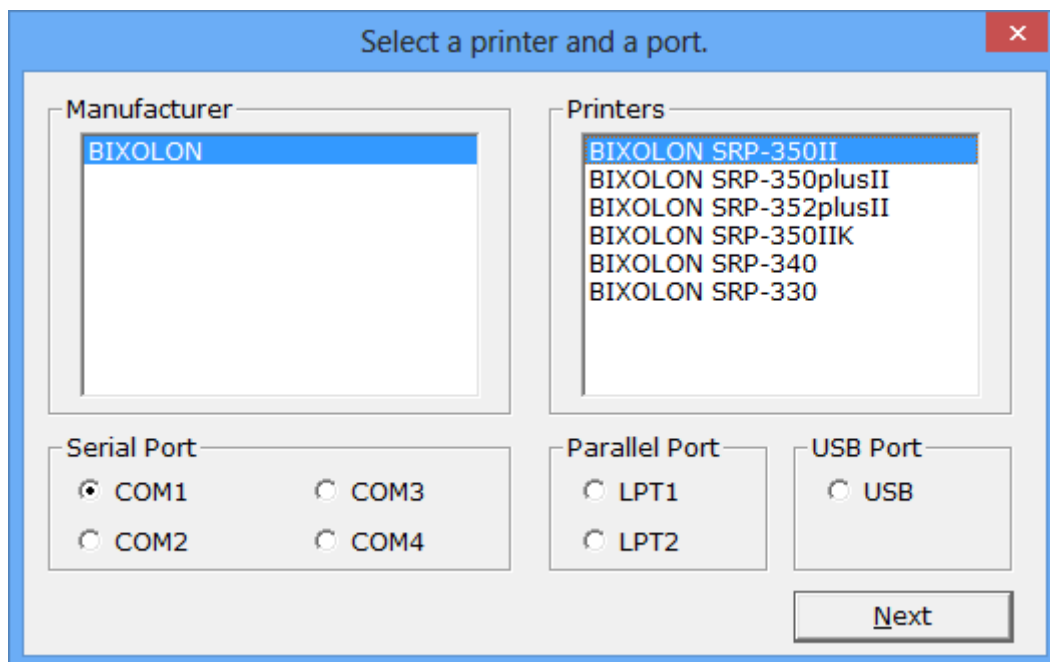 Select a printer and a port.
Manufacturer
BIXOLON
Printers
BIXOLON SRP-350II
BIXOLON SRP-350plusII
BIXOLON SRP-352plusII
BIXOLON SRP-350IIK
BIXOLON SRP-340
BIXOLON SRP-330
Serial Port
COM1
COM3
COM2
COM4
Parallel Port
LPT1
LPT2
USB Port
USB
Next